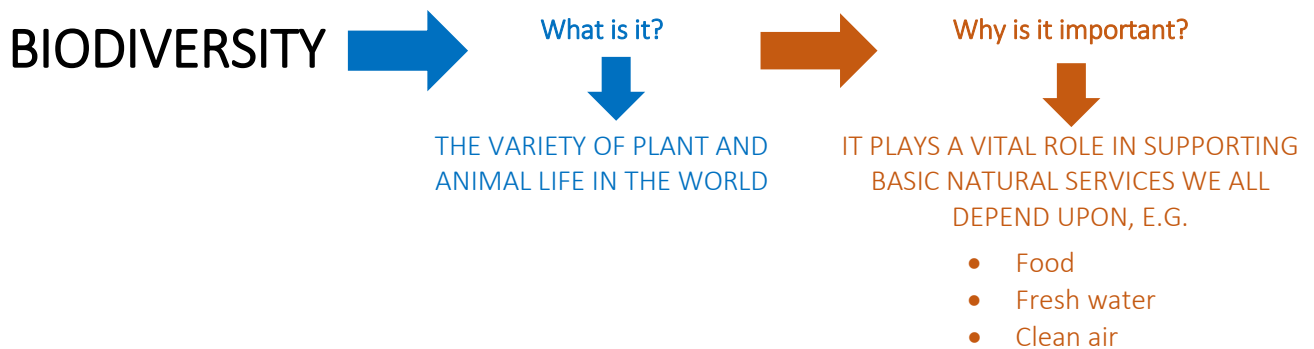 BIODIVERSITY
What is it?
THE VARIETY OF PLANT AND
ANIMAL LIFE IN THE WORLD
Why is it important?
IT PLAYS A VITAL ROLE IN SUPPORTING
BASIC NATURAL SERVICES WE ALL
DEPEND UPON, E.G.
• Food
• Fresh water
• Clean air